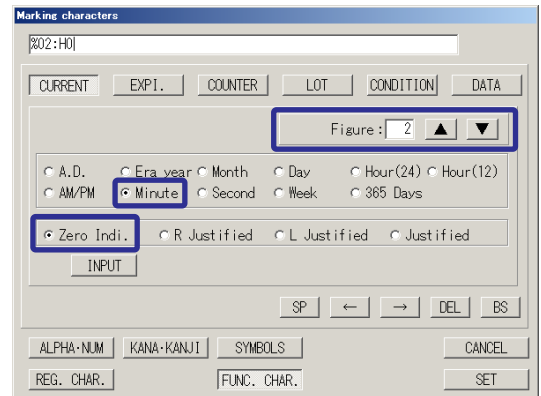 Marking characters
%02:H0
CURRENT EXPI. COUNTER LOT CONDITION DATA
Figure: 2 ▲ ▼
A.D. Era year Month Day Hour(24) Hour(12)
AM/PM Minute Second Week 365 Days
Zero Indi. R Justified L Justified Justified
INPUT
SP ← → DEL BS
ALPHA·NUM KANA·KANJI SYMBOLS CANCEL
REG. CHAR. FUNC. CHAR. SET